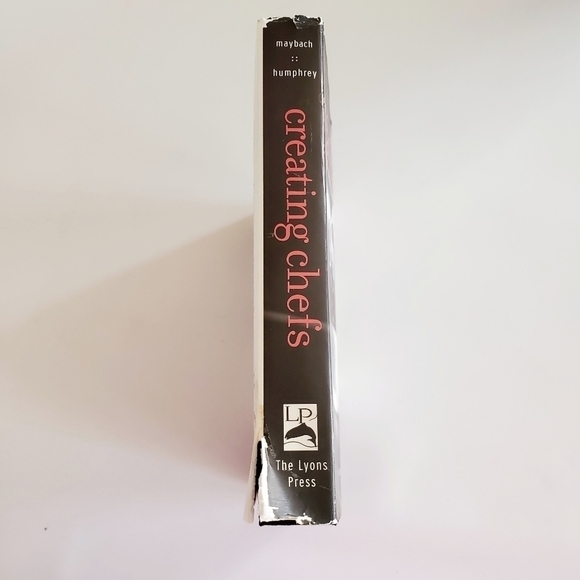 maybach
::
humphrey
creating chefs
LP
The Lyons
Press